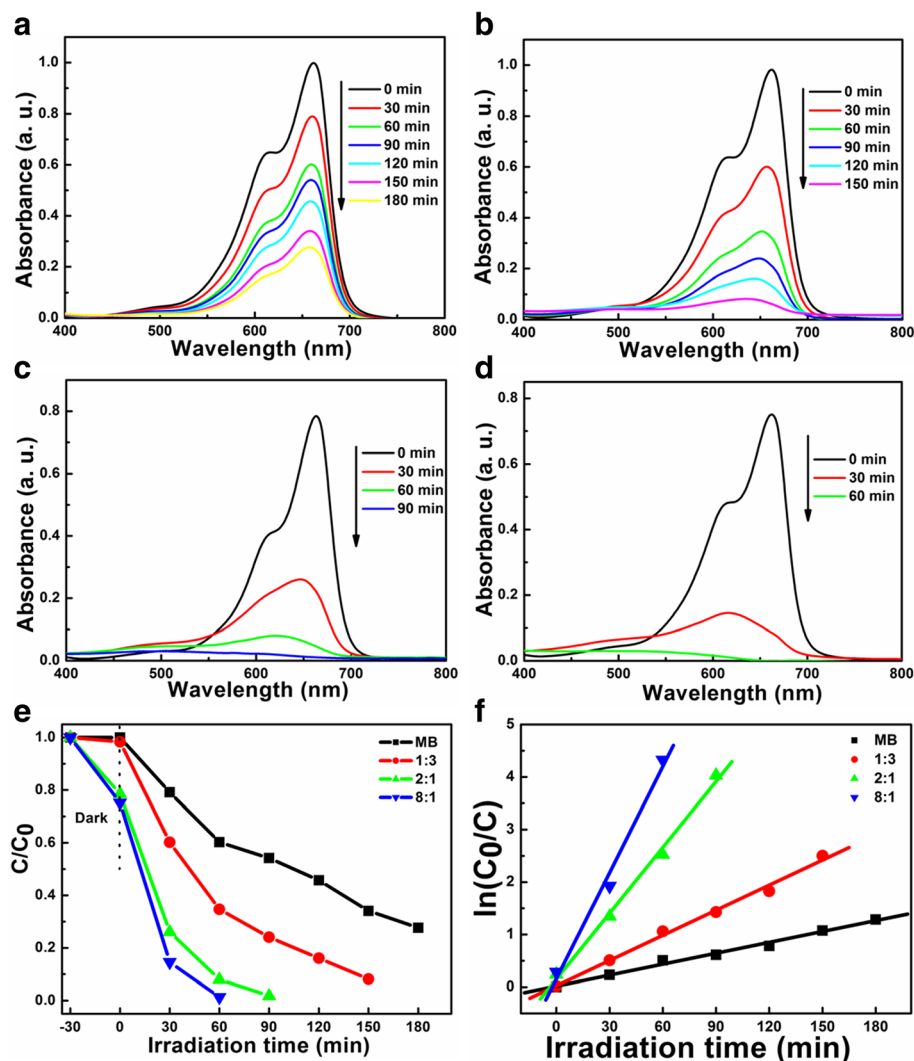 a
Absorbance (a. u.)
1.0
0.8
0.6
0.4
0.2
0.0
0 min
30 min
60 min
90 min
120 min
150 min
180 min
400 500 600 700 800
Wavelength (nm)
b
Absorbance (a. u.)
1.0
0.8
0.6
0.4
0.2
0.0
0 min
30 min
60 min
90 min
120 min
150 min
400 500 600 700 800
Wavelength (nm)
c
Absorbance (a. u.)
0.8
0.6
0.4
0.2
0.0
0 min
30 min
60 min
90 min
400 500 600 700 800
Wavelength (nm)
d
Absorbance (a. u.)
0.8
0.6
0.4
0.2
0.0
0 min
30 min
60 min
400 500 600 700 800
Wavelength (nm)
e
C/C0
1.0
0.8
0.6
0.4
0.2
0.0
MB
1:3
2:1
8:1
Dark
-30 0 30 60 90 120 150 180
Irradiation time (min)
f
ln(C0/C)
5
4
3
2
1
0
MB
1:3
2:1
8:1
0 30 60 90 120 150 180
Irradiation time (min)